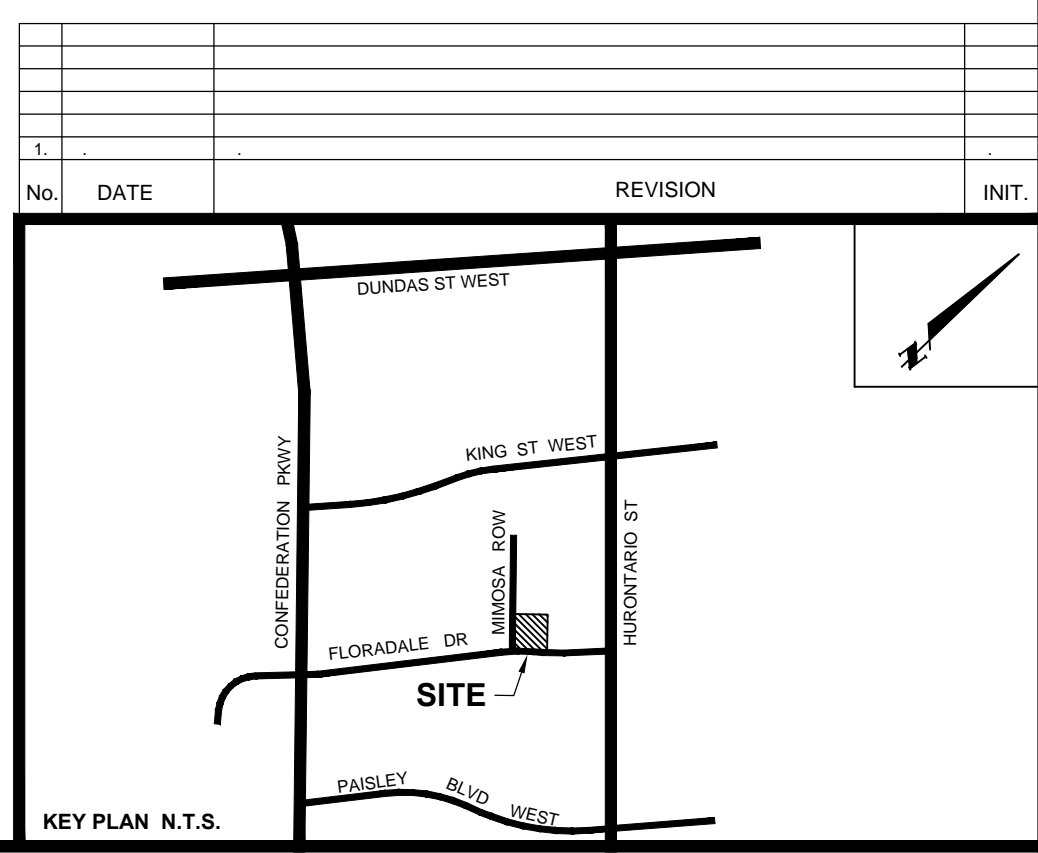 1. . . .
No. DATE REVISION INIT.
DUNDAS ST WEST
N
KING ST WEST
CONFEDERATION PKWY
MIMOSA ROW
HURONTARIO ST
FLORADALE DR
SITE
PAISLEY BLVD WEST
KEY PLAN N.T.S.